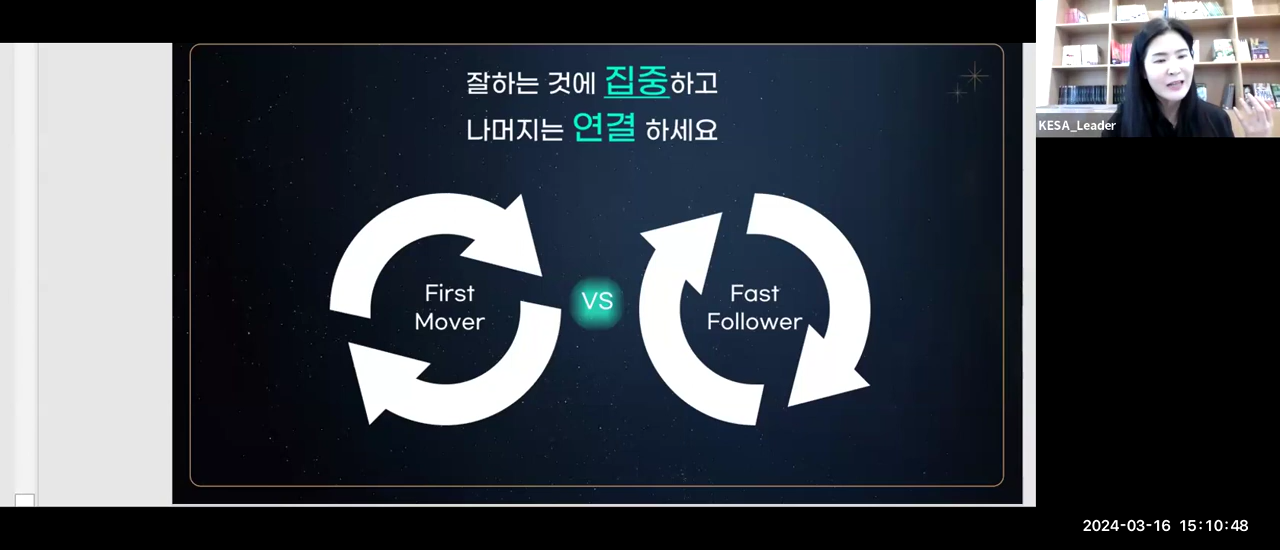 잘하는 것에 집중하고
나머지는 연결 하세요
First
Mover
VS
Fast
Follower
KESA_Leader
2024-03-16 15:10:48